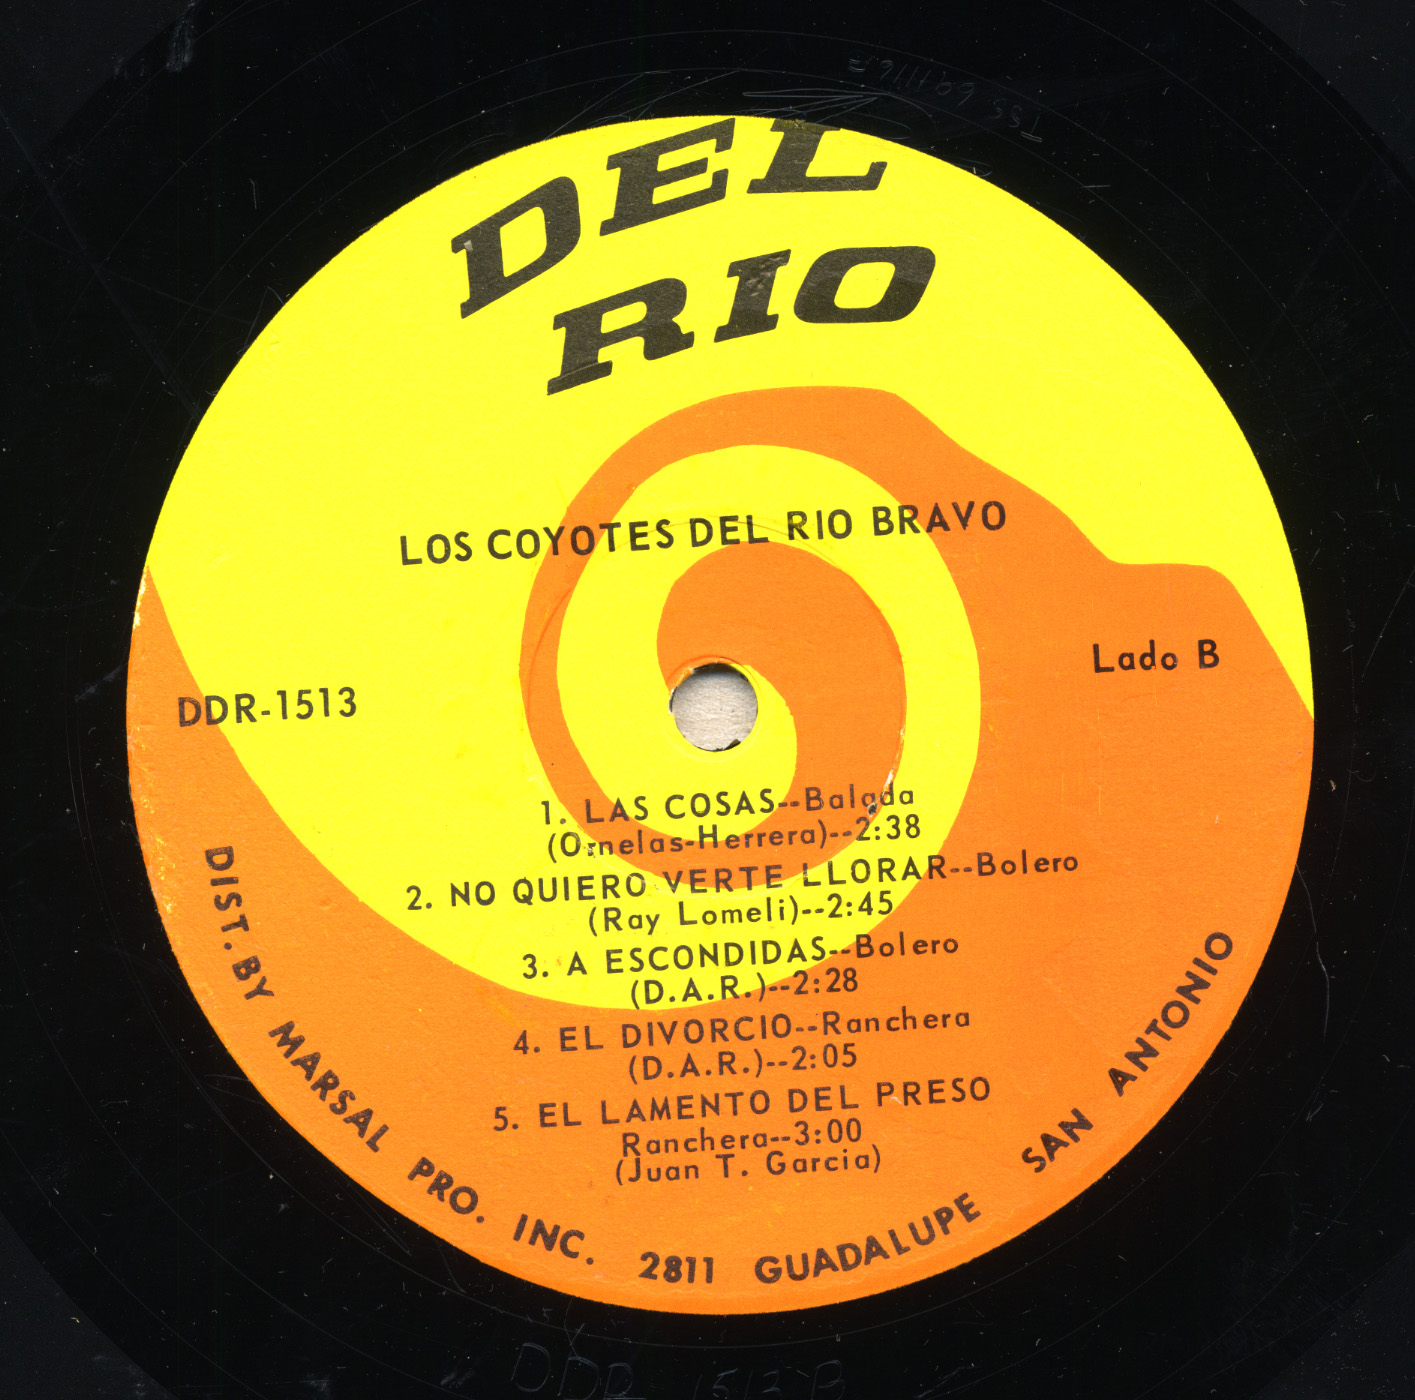 DEL
RIO
LOS COYOTES DEL RIO BRAVO
Lado B
DDR-1513
1. LAS COSAS--Balada
(Ornelas-Herrera)--2:38
2. NO QUIERO VERTE LLORAR--Bolero
(Ray Lomeli)--2:45
3. A ESCONDIDAS--Bolero
(D.A.R.)--2:28
4. EL DIVORCIO--Ranchera
(D.A.R.)--2:05
5. EL LAMENTO DEL PRESO
Ranchera--3:00
(Juan T. Garcia)
DIST. BY MARSAL PRO. INC. 2811 GUADALUPE SAN ANTONIO
DDR 1513 B